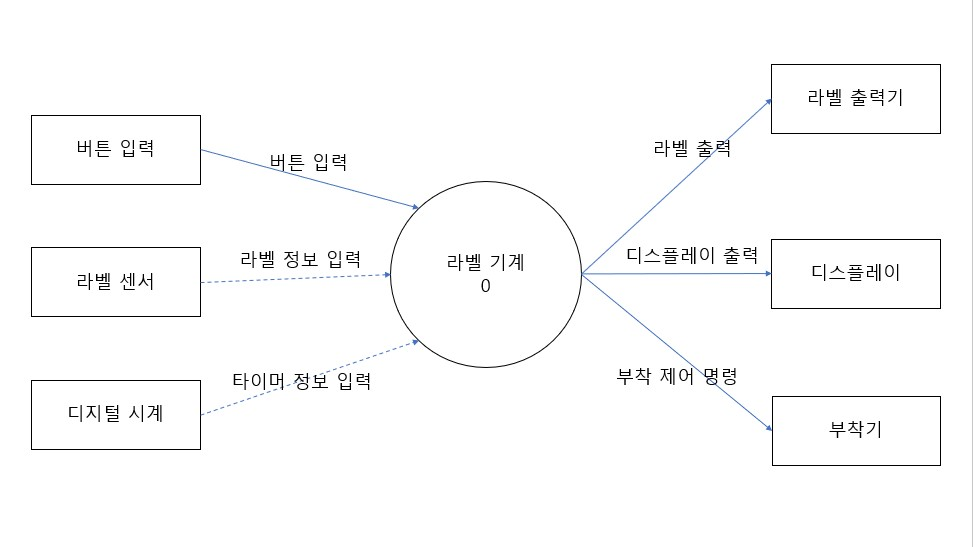 버튼 입력
라벨 센서
디지털 시계
버튼 입력
라벨 정보 입력
타이머 정보 입력
라벨 기계
0
라벨 출력
디스플레이 출력
부착 제어 명령
라벨 출력기
디스플레이
부착기